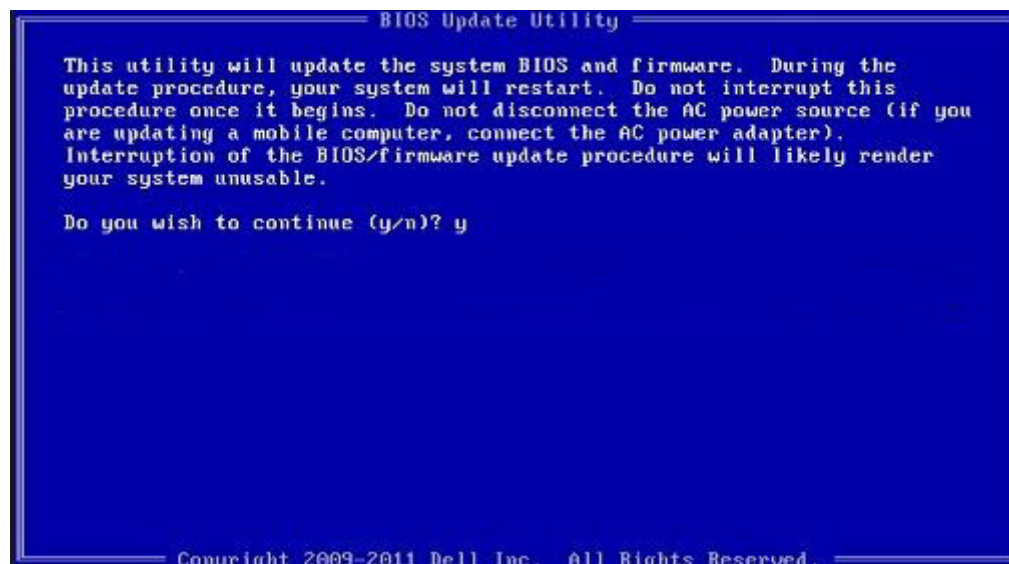 BIOS Update Utility
This utility will update the system BIOS and firmware. During the
update procedure, your system will restart. Do not interrupt this
procedure once it begins. Do not disconnect the AC power source (if you
are updating a mobile computer, connect the AC power adapter).
Interruption of the BIOS/firmware update procedure will likely render
your system unusable.
Do you wish to continue (y/n)? y
Copyright 2009-2011 Dell Inc. All Rights Reserved.